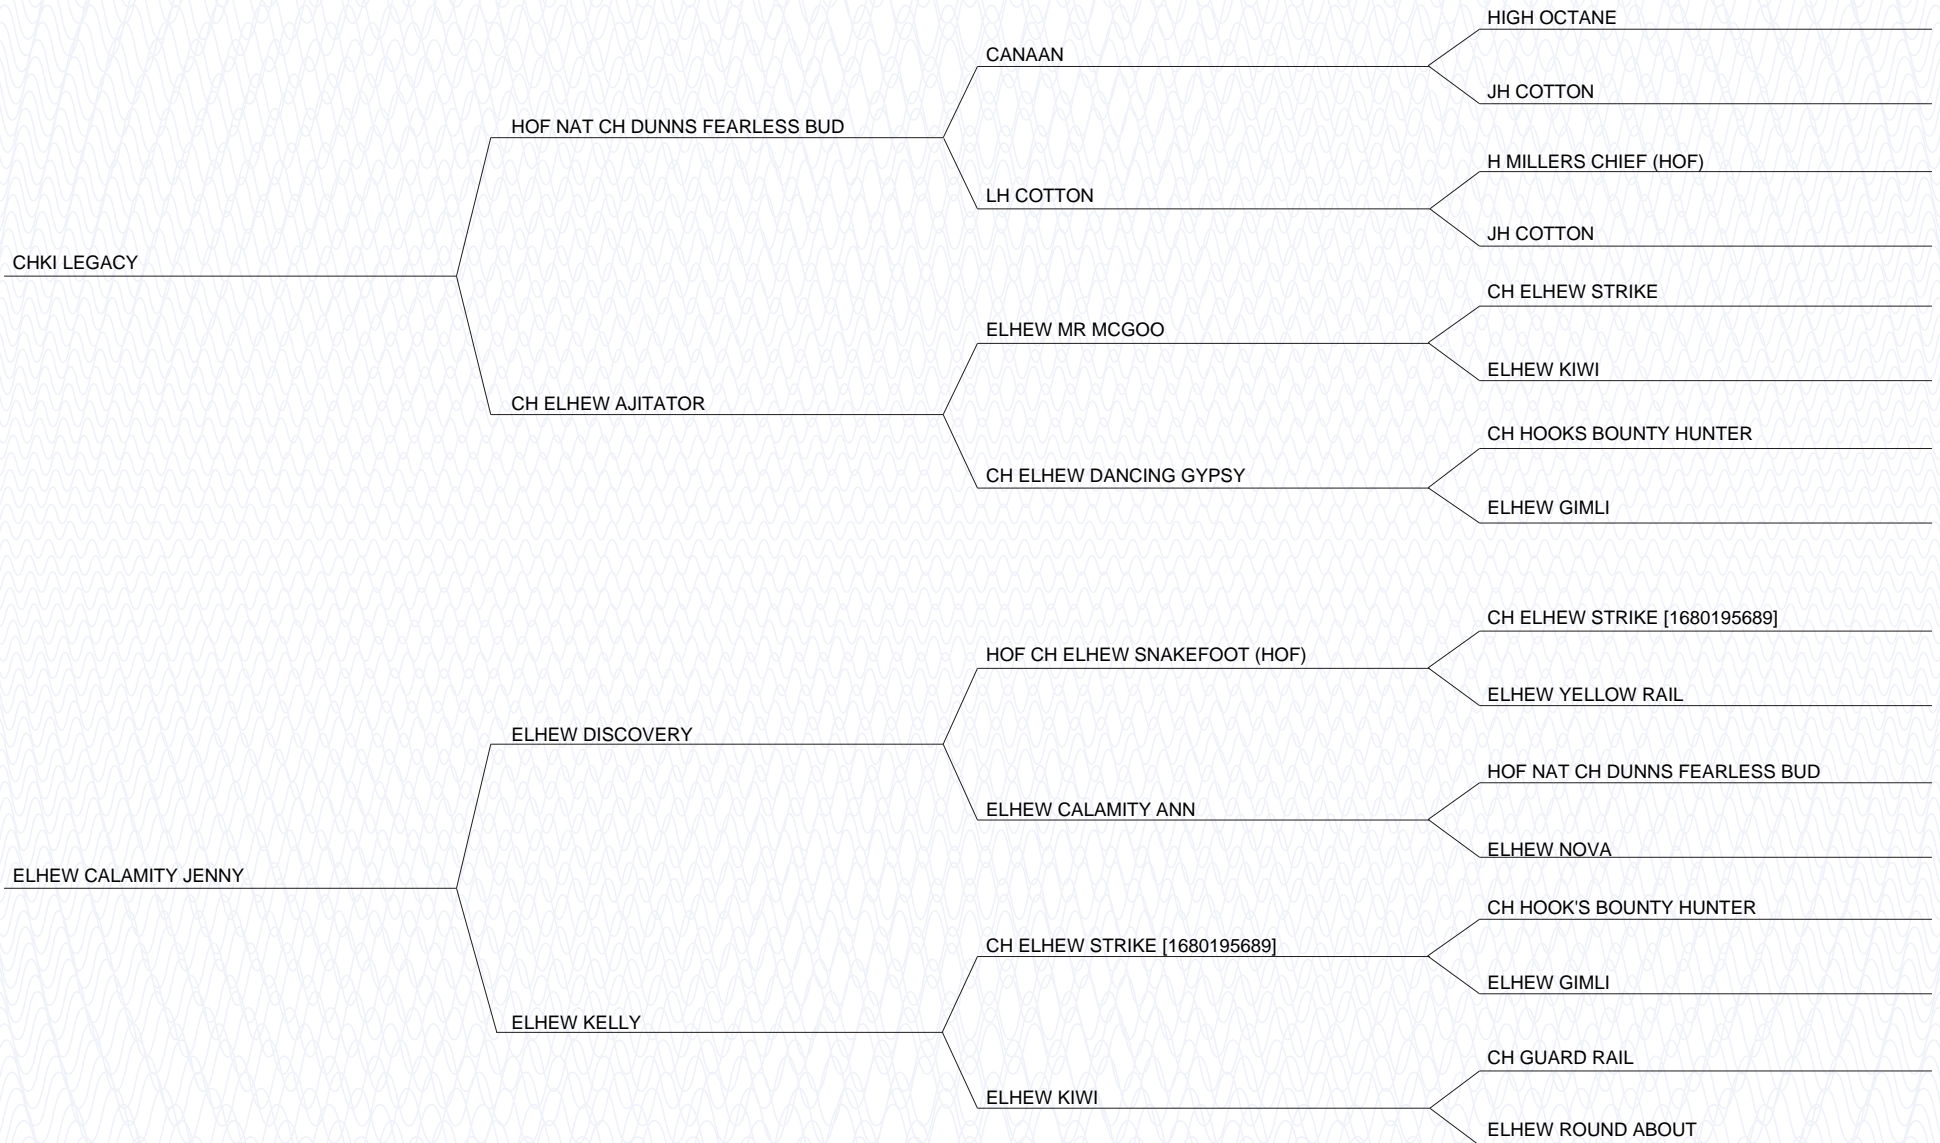 HIGH OCTANE
CANAAN
JH COTTON
HOF NAT CH DUNNS FEARLESS BUD
H MILLERS CHIEF (HOF)
LH COTTON
JH COTTON
CHKI LEGACY
CH ELHEW STRIKE
ELHEW MR MCGOO
ELHEW KIWI
CH ELHEW AJITATOR
CH HOOKS BOUNTY HUNTER
CH ELHEW DANCING GYPSY
ELHEW GIMLI
CH ELHEW STRIKE [1680195689]
HOF CH ELHEW SNAKEFOOT (HOF)
ELHEW YELLOW RAIL
ELHEW DISCOVERY
HOF NAT CH DUNNS FEARLESS BUD
ELHEW CALAMITY ANN
ELHEW NOVA
ELHEW CALAMITY JENNY
CH HOOK'S BOUNTY HUNTER
CH ELHEW STRIKE [1680195689]
ELHEW GIMLI
ELHEW KELLY
CH GUARD RAIL
ELHEW KIWI
ELHEW ROUND ABOUT